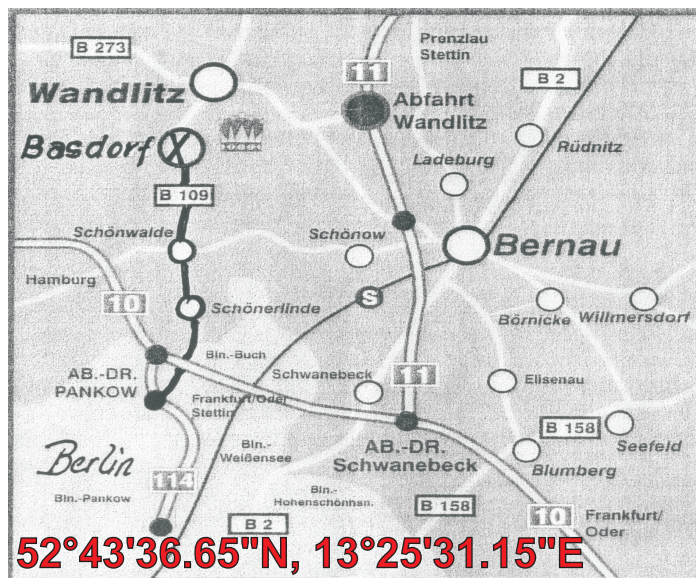 B 273
Prenzlau
Stettin
11
B 2
Wandlitz
Abfahrt
Wandlitz
Basdorf
Rüdnitz
Ladeburg
B 109
Schönwalde
Schönow
Bernau
Hamburg
10
S
Schönerlinde
Börnicke
Willmersdorf
Bln.-Buch
AB.-DR.
PANKOW
Schwanebeck
11
Elisenau
Frankfurt/Oder
Stettin
B 158
Seefeld
Berlin
Bln.-
Weißensee
AB.-DR.
Schwanebeck
Blumberg
114
Bln.-Pankow
Bln.-
Hohenschönhsn.
B 2
B 158
10
Frankfurt/
Oder
52°43'36.65"N, 13°25'31.15"E